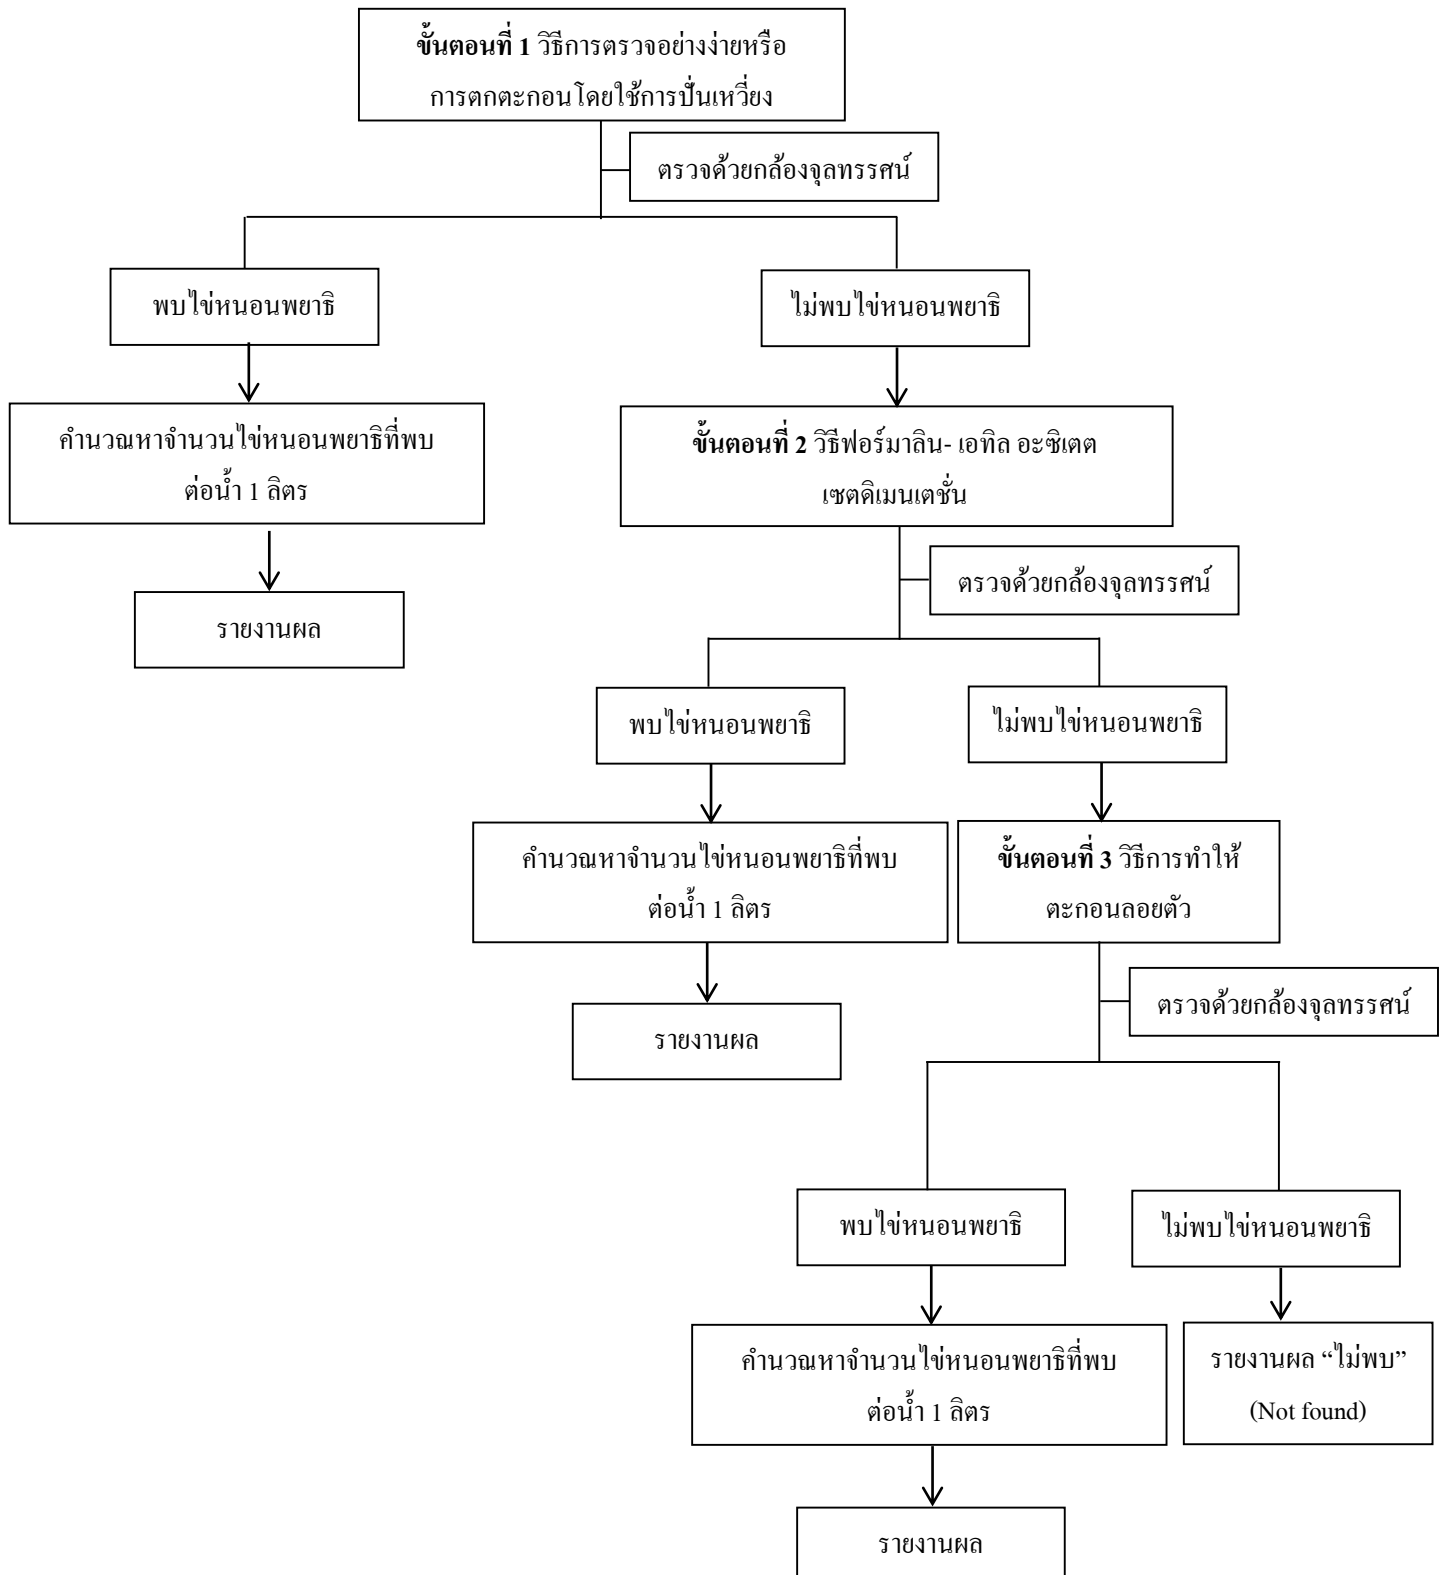 ขั้นตอนที่ 1 วิธีการตรวจอย่างง่ายหรือ
การตกตะกอนโดยใช้การปั่นเหวี่ยง
ตรวจด้วยกล้องจุลทรรศน์
พบไข่หนอนพยาธิ
ไม่พบไข่หนอนพยาธิ
คำนวณหาจำนวนไข่หนอนพยาธิที่พบ
ต่อน้ำ 1 ลิตร
รายงานผล
ขั้นตอนที่ 2 วิธีฟอร์มาลิน- เอทิล อะซิเตต
เซตดิเมนเตชั่น
ตรวจด้วยกล้องจุลทรรศน์
พบไข่หนอนพยาธิ
ไม่พบไข่หนอนพยาธิ
คำนวณหาจำนวนไข่หนอนพยาธิที่พบ
ต่อน้ำ 1 ลิตร
รายงานผล
ขั้นตอนที่ 3 วิธีการทำให้
ตะกอนลอยตัว
ตรวจด้วยกล้องจุลทรรศน์
พบไข่หนอนพยาธิ
ไม่พบไข่หนอนพยาธิ
คำนวณหาจำนวนไข่หนอนพยาธิที่พบ
ต่อน้ำ 1 ลิตร
รายงานผล
รายงานผล “ไม่พบ”
(Not found)